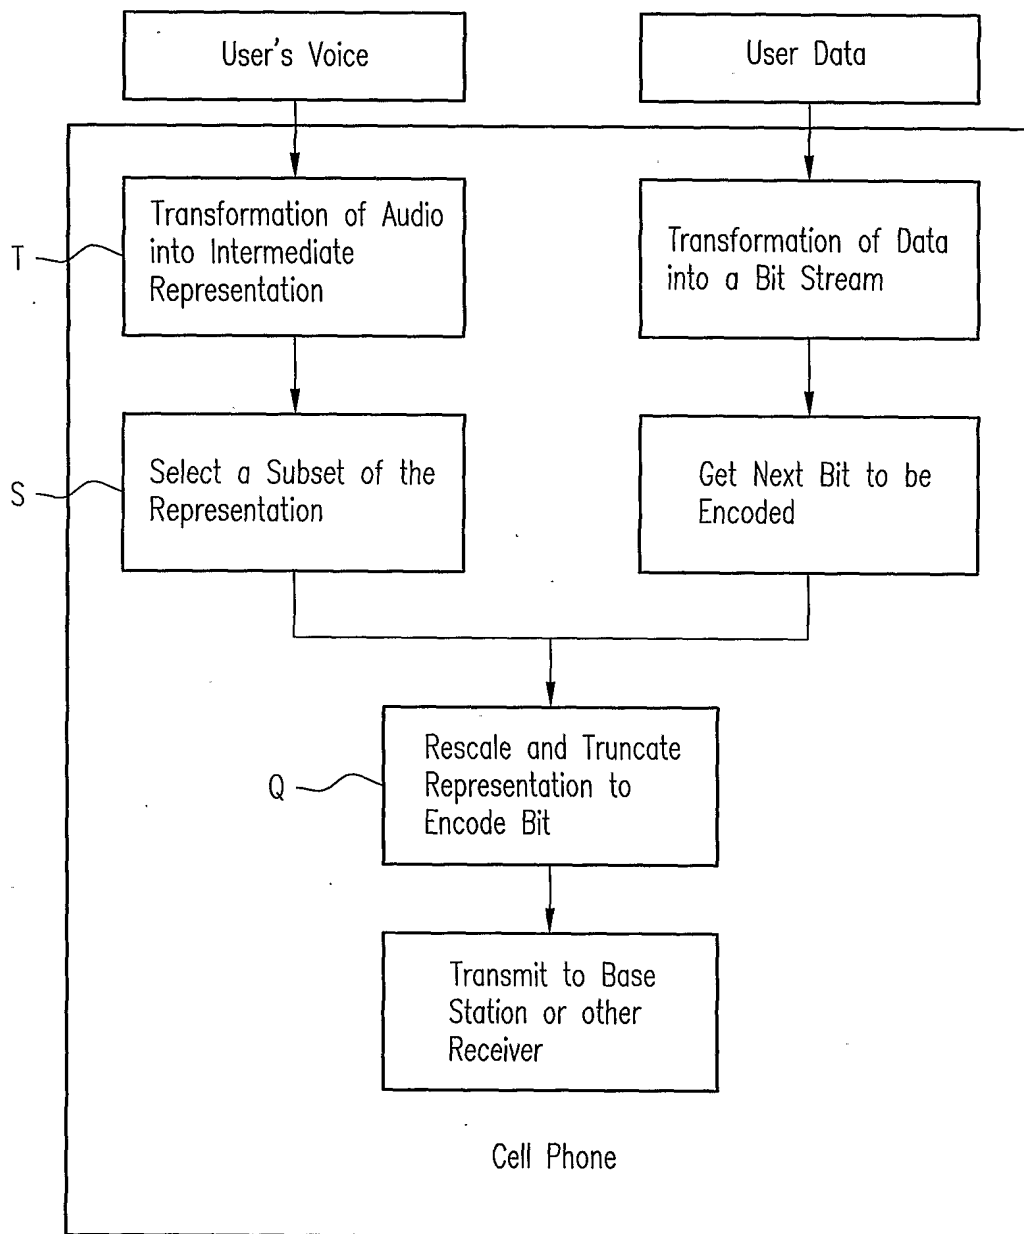 User's Voice
User Data
T
Transformation of Audio
into Intermediate
Representation
Transformation of Data
into a Bit Stream
S
Select a Subset of the
Representation
Get Next Bit to be
Encoded
Q
Rescale and Truncate
Representation to
Encode Bit
Transmit to Base
Station or other
Receiver
Cell Phone